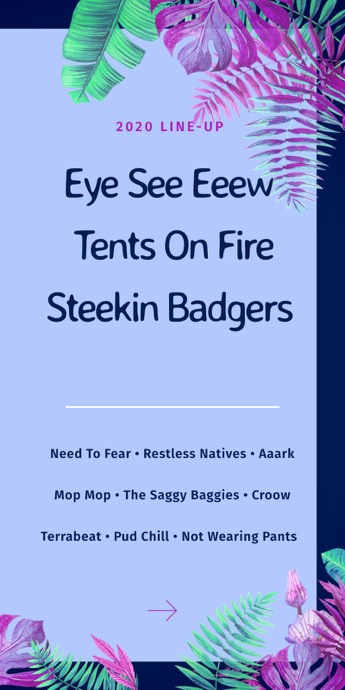 2020 LINE-UP
Eye See Eeew
Tents On Fire
Steekin Badgers
Need To Fear • Restless Natives • Aaark
Mop Mop • The Saggy Baggies • Croow
Terrabeat • Pud Chill • Not Wearing Pants